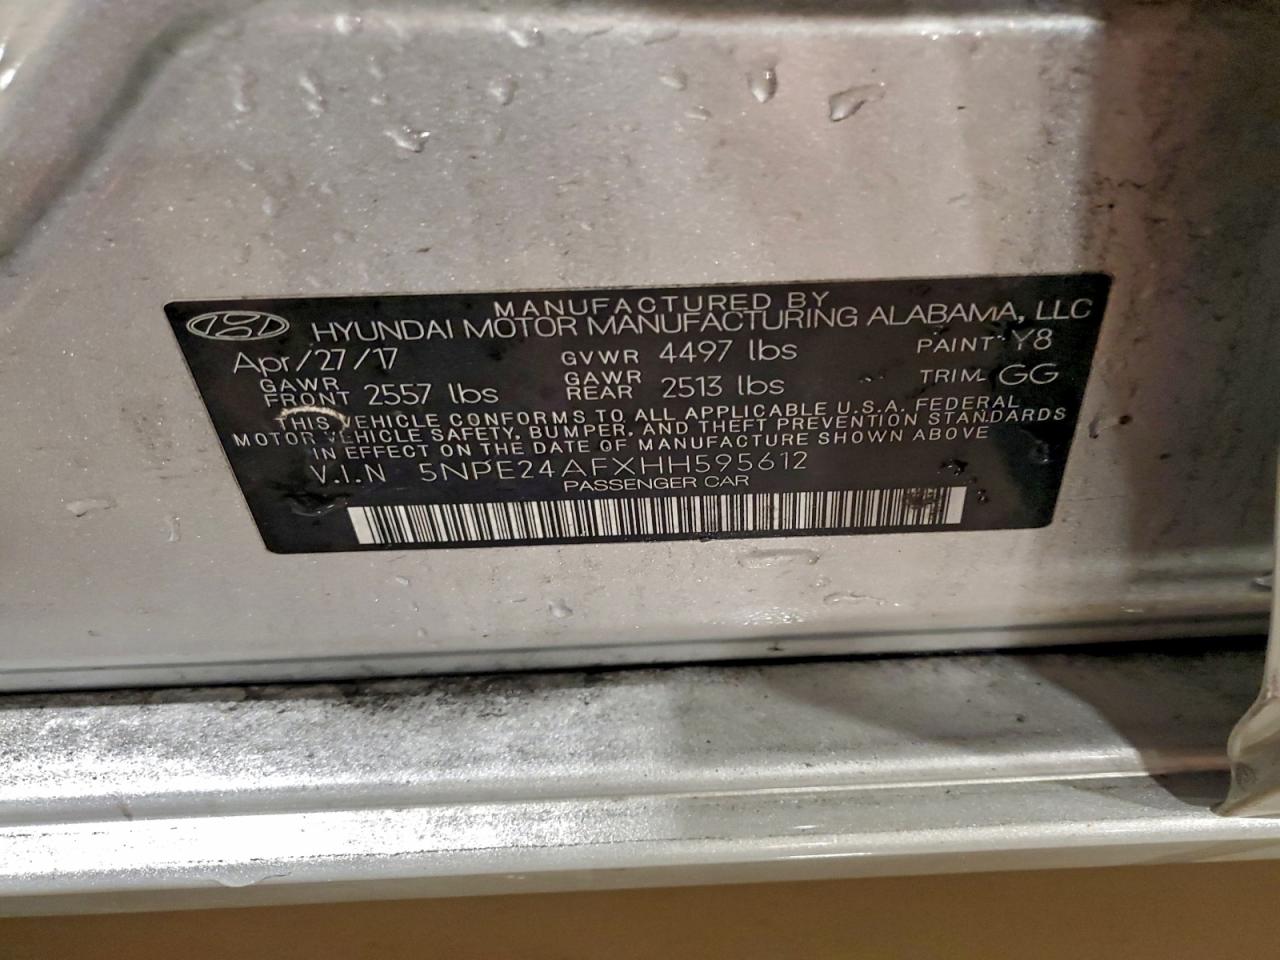 MANUFACTURED BY
HYUNDAI MOTOR MANUFACTURING ALABAMA, LLC
Apr/27/17 GVWR 4497 lbs PAINT Y8
GAWR FRONT 2557 lbs GAWR REAR 2513 lbs TRIM GG
THIS VEHICLE CONFORMS TO ALL APPLICABLE U.S.A. FEDERAL
MOTOR VEHICLE SAFETY, BUMPER, AND THEFT PREVENTION STANDARDS
IN EFFECT ON THE DATE OF MANUFACTURE SHOWN ABOVE
V.I.N 5NPE24AFXHH595612
PASSENGER CAR